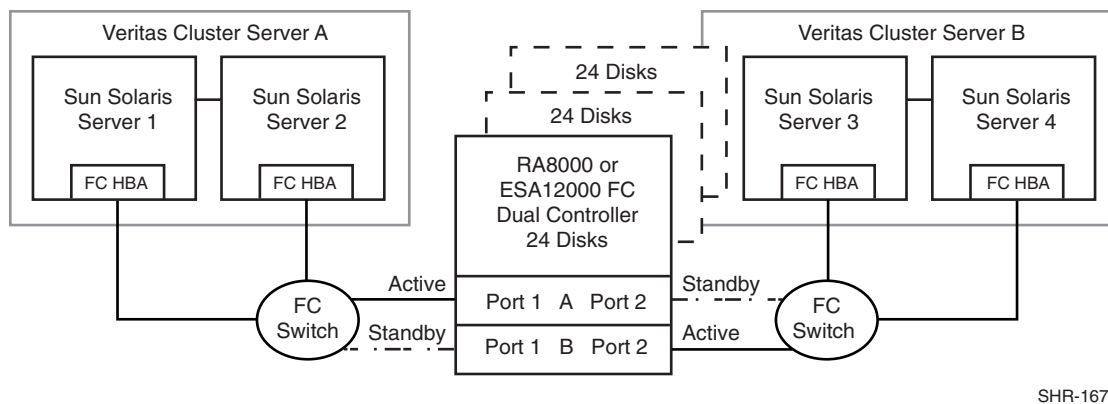 Veritas Cluster Server A
Veritas Cluster Server B
Sun Solaris
Server 1
Sun Solaris
Server 2
24 Disks
24 Disks
Sun Solaris
Server 3
Sun Solaris
Server 4
FC HBA
FC HBA
RA8000 or
ESA12000 FC
Dual Controller
24 Disks
FC HBA
FC HBA
FC
Switch
Active
Standby
Port 1 A Port 2
Port 1 B Port 2
Standby
Active
FC
Switch
SHR-1678